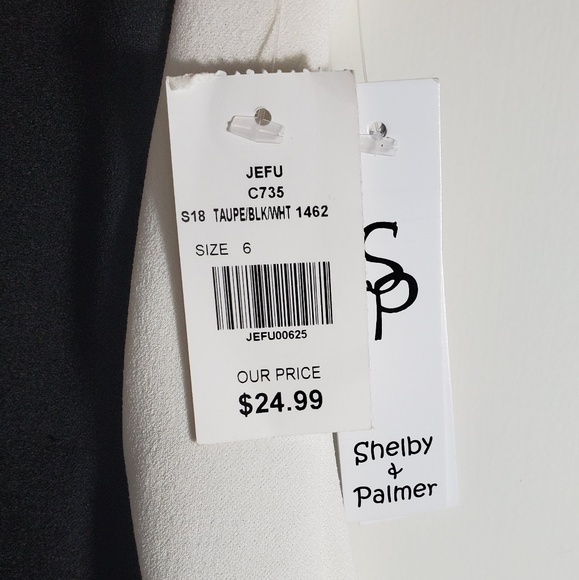 JEFU
C735
S18 TAUPE/BLK/WHT 1462
SIZE 6
JEFU00625
OUR PRICE
$24.99
SP
Shelby
&
Palmer